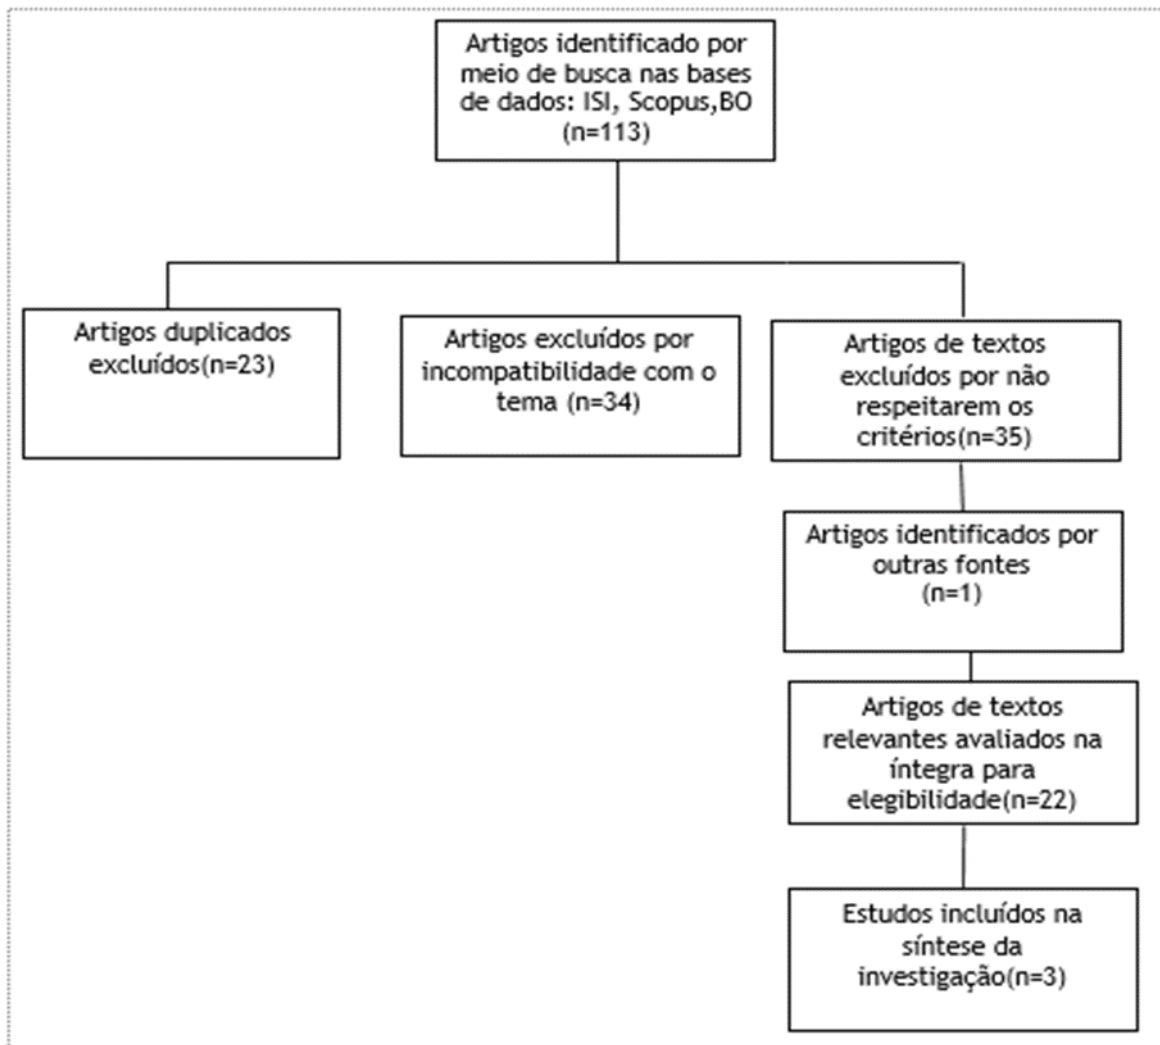 Artigos identificado por
meio de busca nas bases
de dados: ISI, Scopus,BO
(n=113)
Artigos duplicados
excluídos(n=23)
Artigos excluídos por
incompatibilidade com o
tema (n=34)
Artigos de textos
excluídos por não
respeitarem os
critérios(n=35)
Artigos identificados por
outras fontes
(n=1)
Artigos de textos
relevantes avaliados na
íntegra para
elegibilidade(n=22)
Estudos incluídos na
síntese da
investigação(n=3)